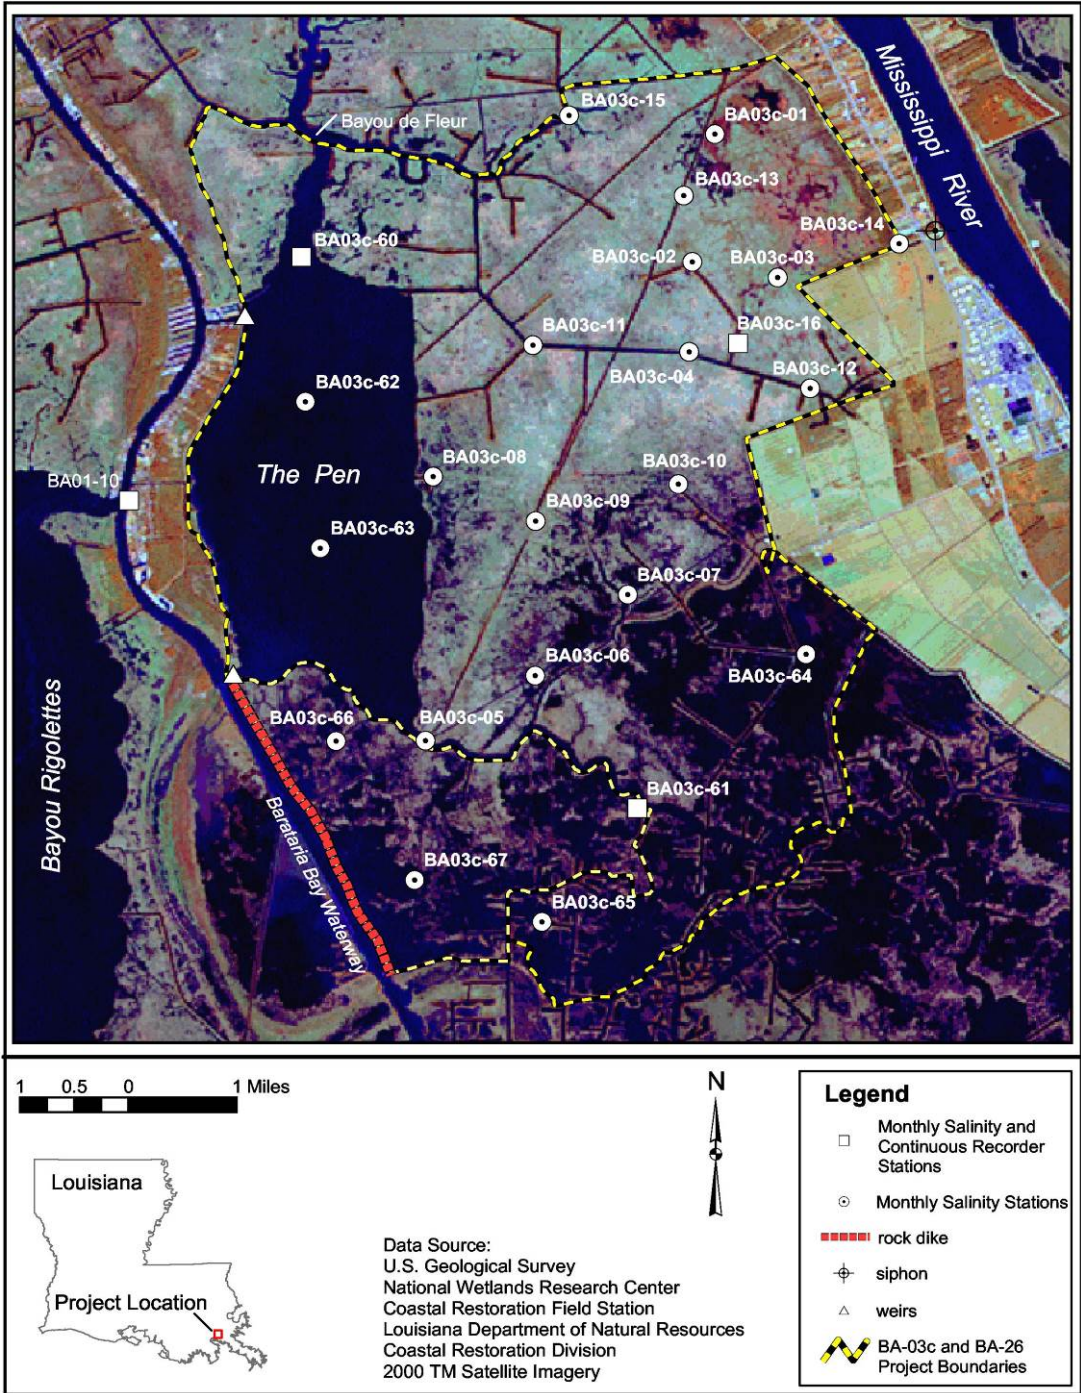 Mississippi River
BA03c-15
BA03c-01
Bayou de Fleur
BA03c-13
BA03c-14
BA03c-60
BA03c-02
BA03c-03
BA03c-11
BA03c-16
BA03c-04
BA03c-12
BA03c-62
The Pen
BA03c-08
BA03c-10
BA01-10
BA03c-09
BA03c-63
BA03c-07
BA03c-06
BA03c-64
Bayou Rigolettes
BA03c-66
BA03c-05
BA03c-61
Barataria Bay Waterway
BA03c-67
BA03c-65
1 0.5 0 1 Miles
N
Louisiana
Project Location
Data Source:
U.S. Geological Survey
National Wetlands Research Center
Coastal Restoration Field Station
Louisiana Department of Natural Resources
Coastal Restoration Division
2000 TM Satellite Imagery
Legend
Monthly Salinity and
Continuous Recorder
Stations
Monthly Salinity Stations
rock dike
siphon
weirs
BA-03c and BA-26
Project Boundaries